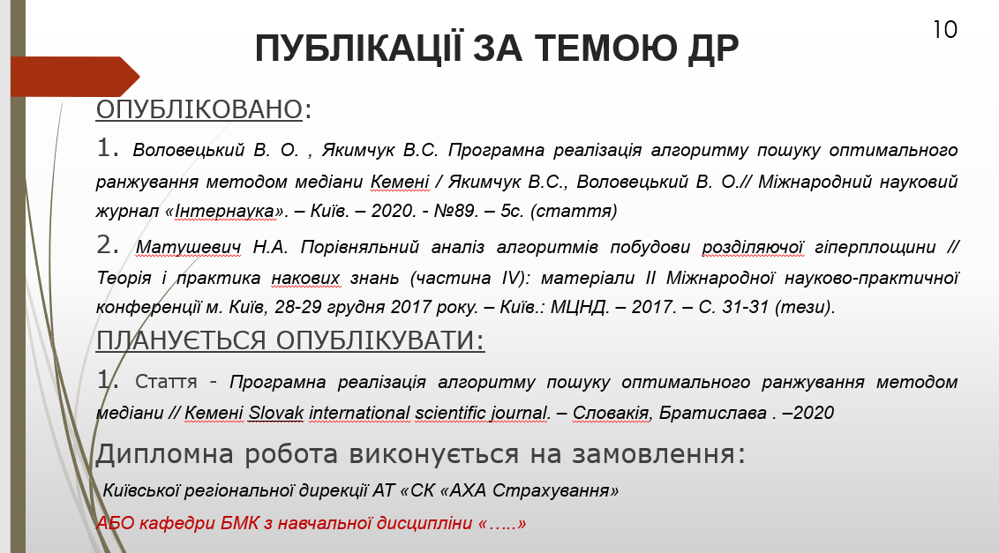 10
ПУБЛІКАЦІЇ ЗА ТЕМОЮ ДР
ОПУБЛІКОВАНО:
1. Воловецький В. О. , Якимчук В.С. Програмна реалізація алгоритму пошуку оптимального
ранжування методом медіани Кемені / Якимчук В.С., Воловецький В. О.// Міжнародний науковий
журнал «Інтернаука». – Київ. – 2020. - №89. – 5с. (стаття)
2. Матушевич Н.А. Порівняльний аналіз алгоритмів побудови розділяючої гіперплощини //
Теорія і практика накових знань (частина IV): матеріали II Міжнародної науково-практичної
конференції м. Київ, 28-29 грудня 2017 року. – Київ.: МЦНД. – 2017. – С. 31-31 (тези).
ПЛАНУЄТЬСЯ ОПУБЛІКУВАТИ:
1. Стаття - Програмна реалізація алгоритму пошуку оптимального ранжування методом
медіани // Кемені Slovak international scientific journal. – Словакія, Братислава . –2020
Дипломна робота виконується на замовлення:
Київської регіональної дирекції АТ «СК «АХА Страхування»
АБО кафедри БМК з навчальної дисципліни «…..»